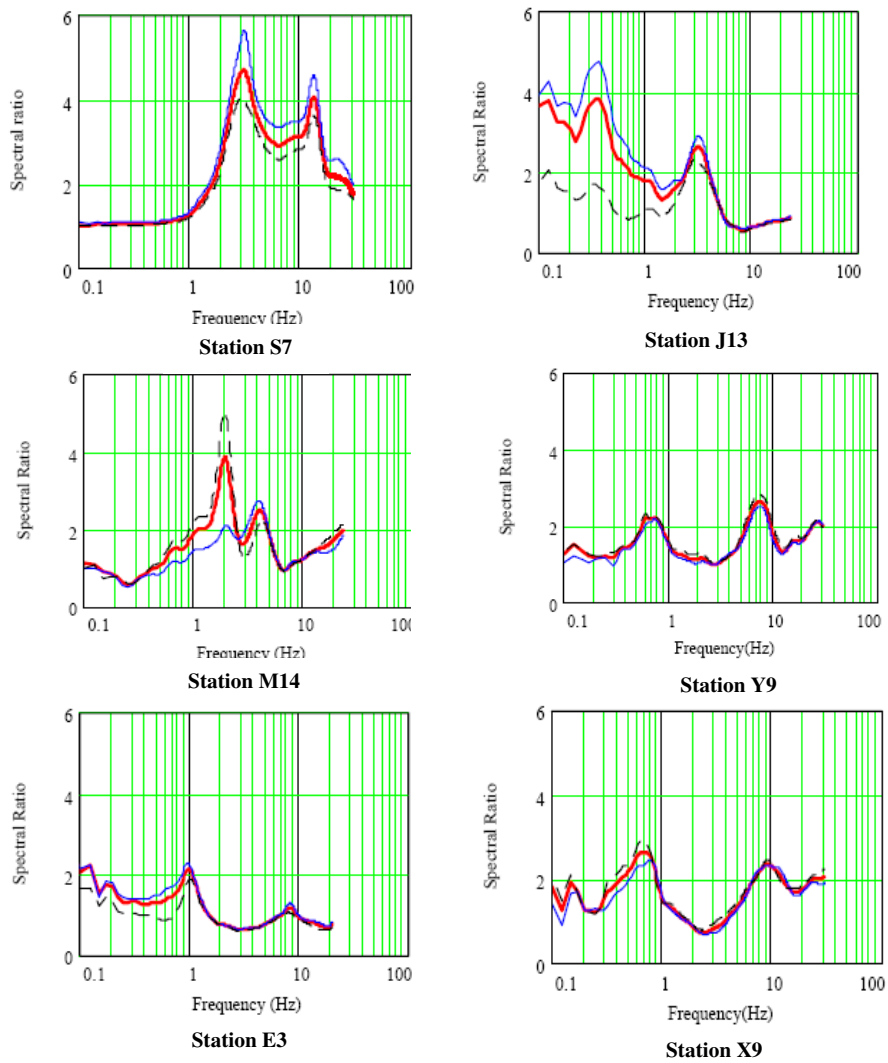 6
4
2
0
Spectral ratio
0.1 1 10 100
Frequency (Hz)
Station S7
6
4
2
0
Spectral Ratio
0.1 1 10 100
Frequency (Hz)
Station J13
6
4
2
0
Spectral Ratio
0.1 1 10 100
Frequency (Hz)
Station M14
6
4
2
0
Spectral Ratio
0.1 1 10 100
Frequency(Hz)
Station Y9
6
4
2
0
Spectral Ratio
0.1 1 10 100
Frequency (Hz)
Station E3
6
4
2
0
Spectral Ratio
0.1 1 10 100
Frequency(Hz)
Station X9